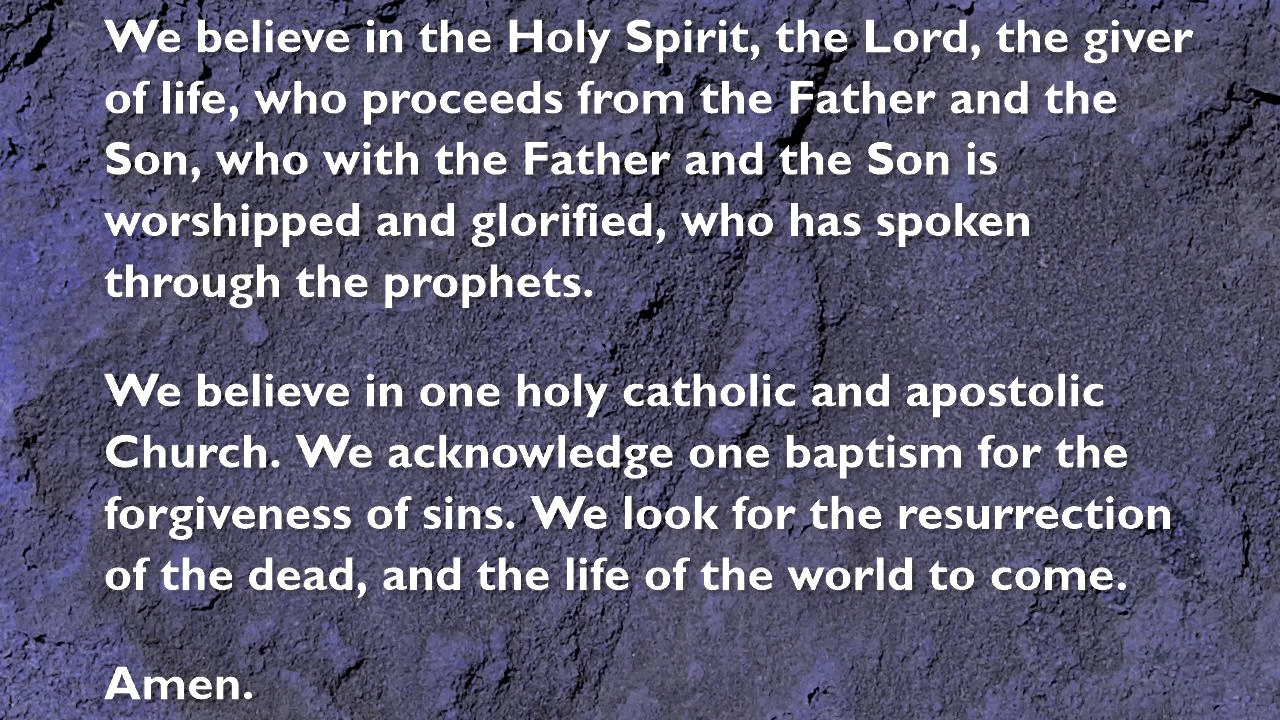 We believe in the Holy Spirit, the Lord, the giver
of life, who proceeds from the Father and the
Son, who with the Father and the Son is
worshipped and glorified, who has spoken
through the prophets.
We believe in one holy catholic and apostolic
Church. We acknowledge one baptism for the
forgiveness of sins. We look for the resurrection
of the dead, and the life of the world to come.
Amen.